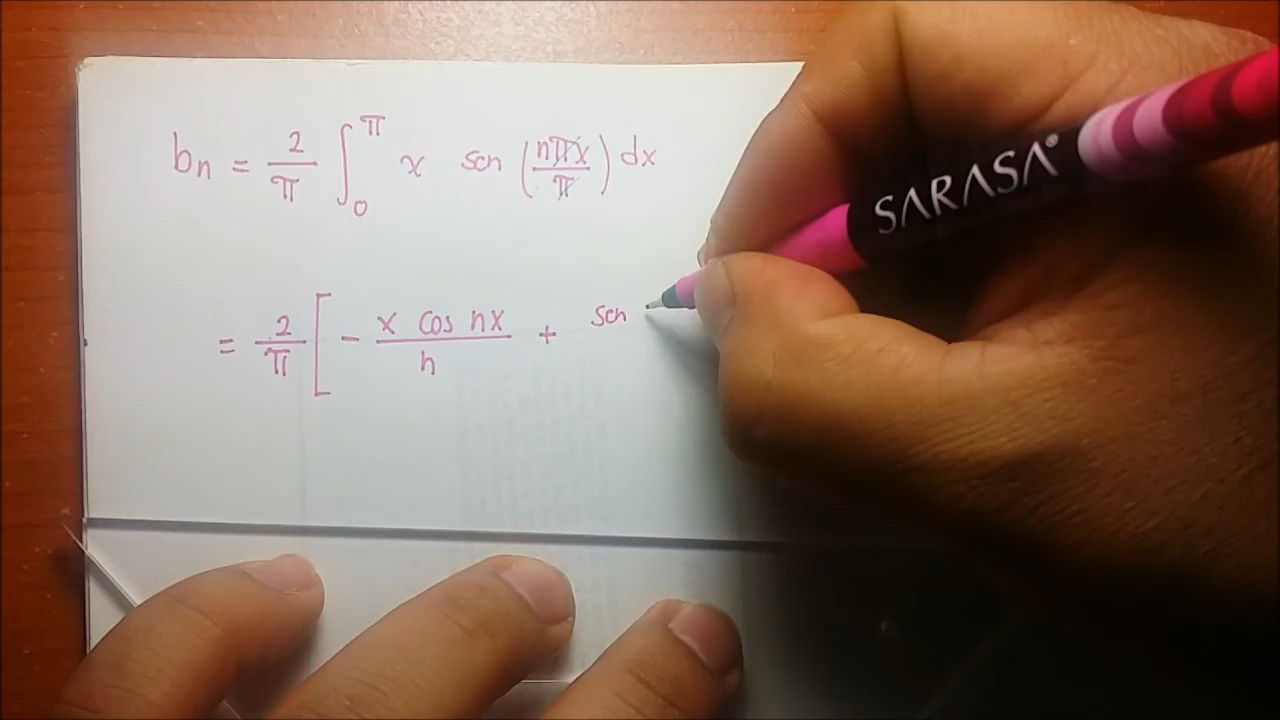 bn = 2/π ∫₀^π x sen (nπx/π) dx
= 2/π [ - x cos nx / n + sen
SARASA®